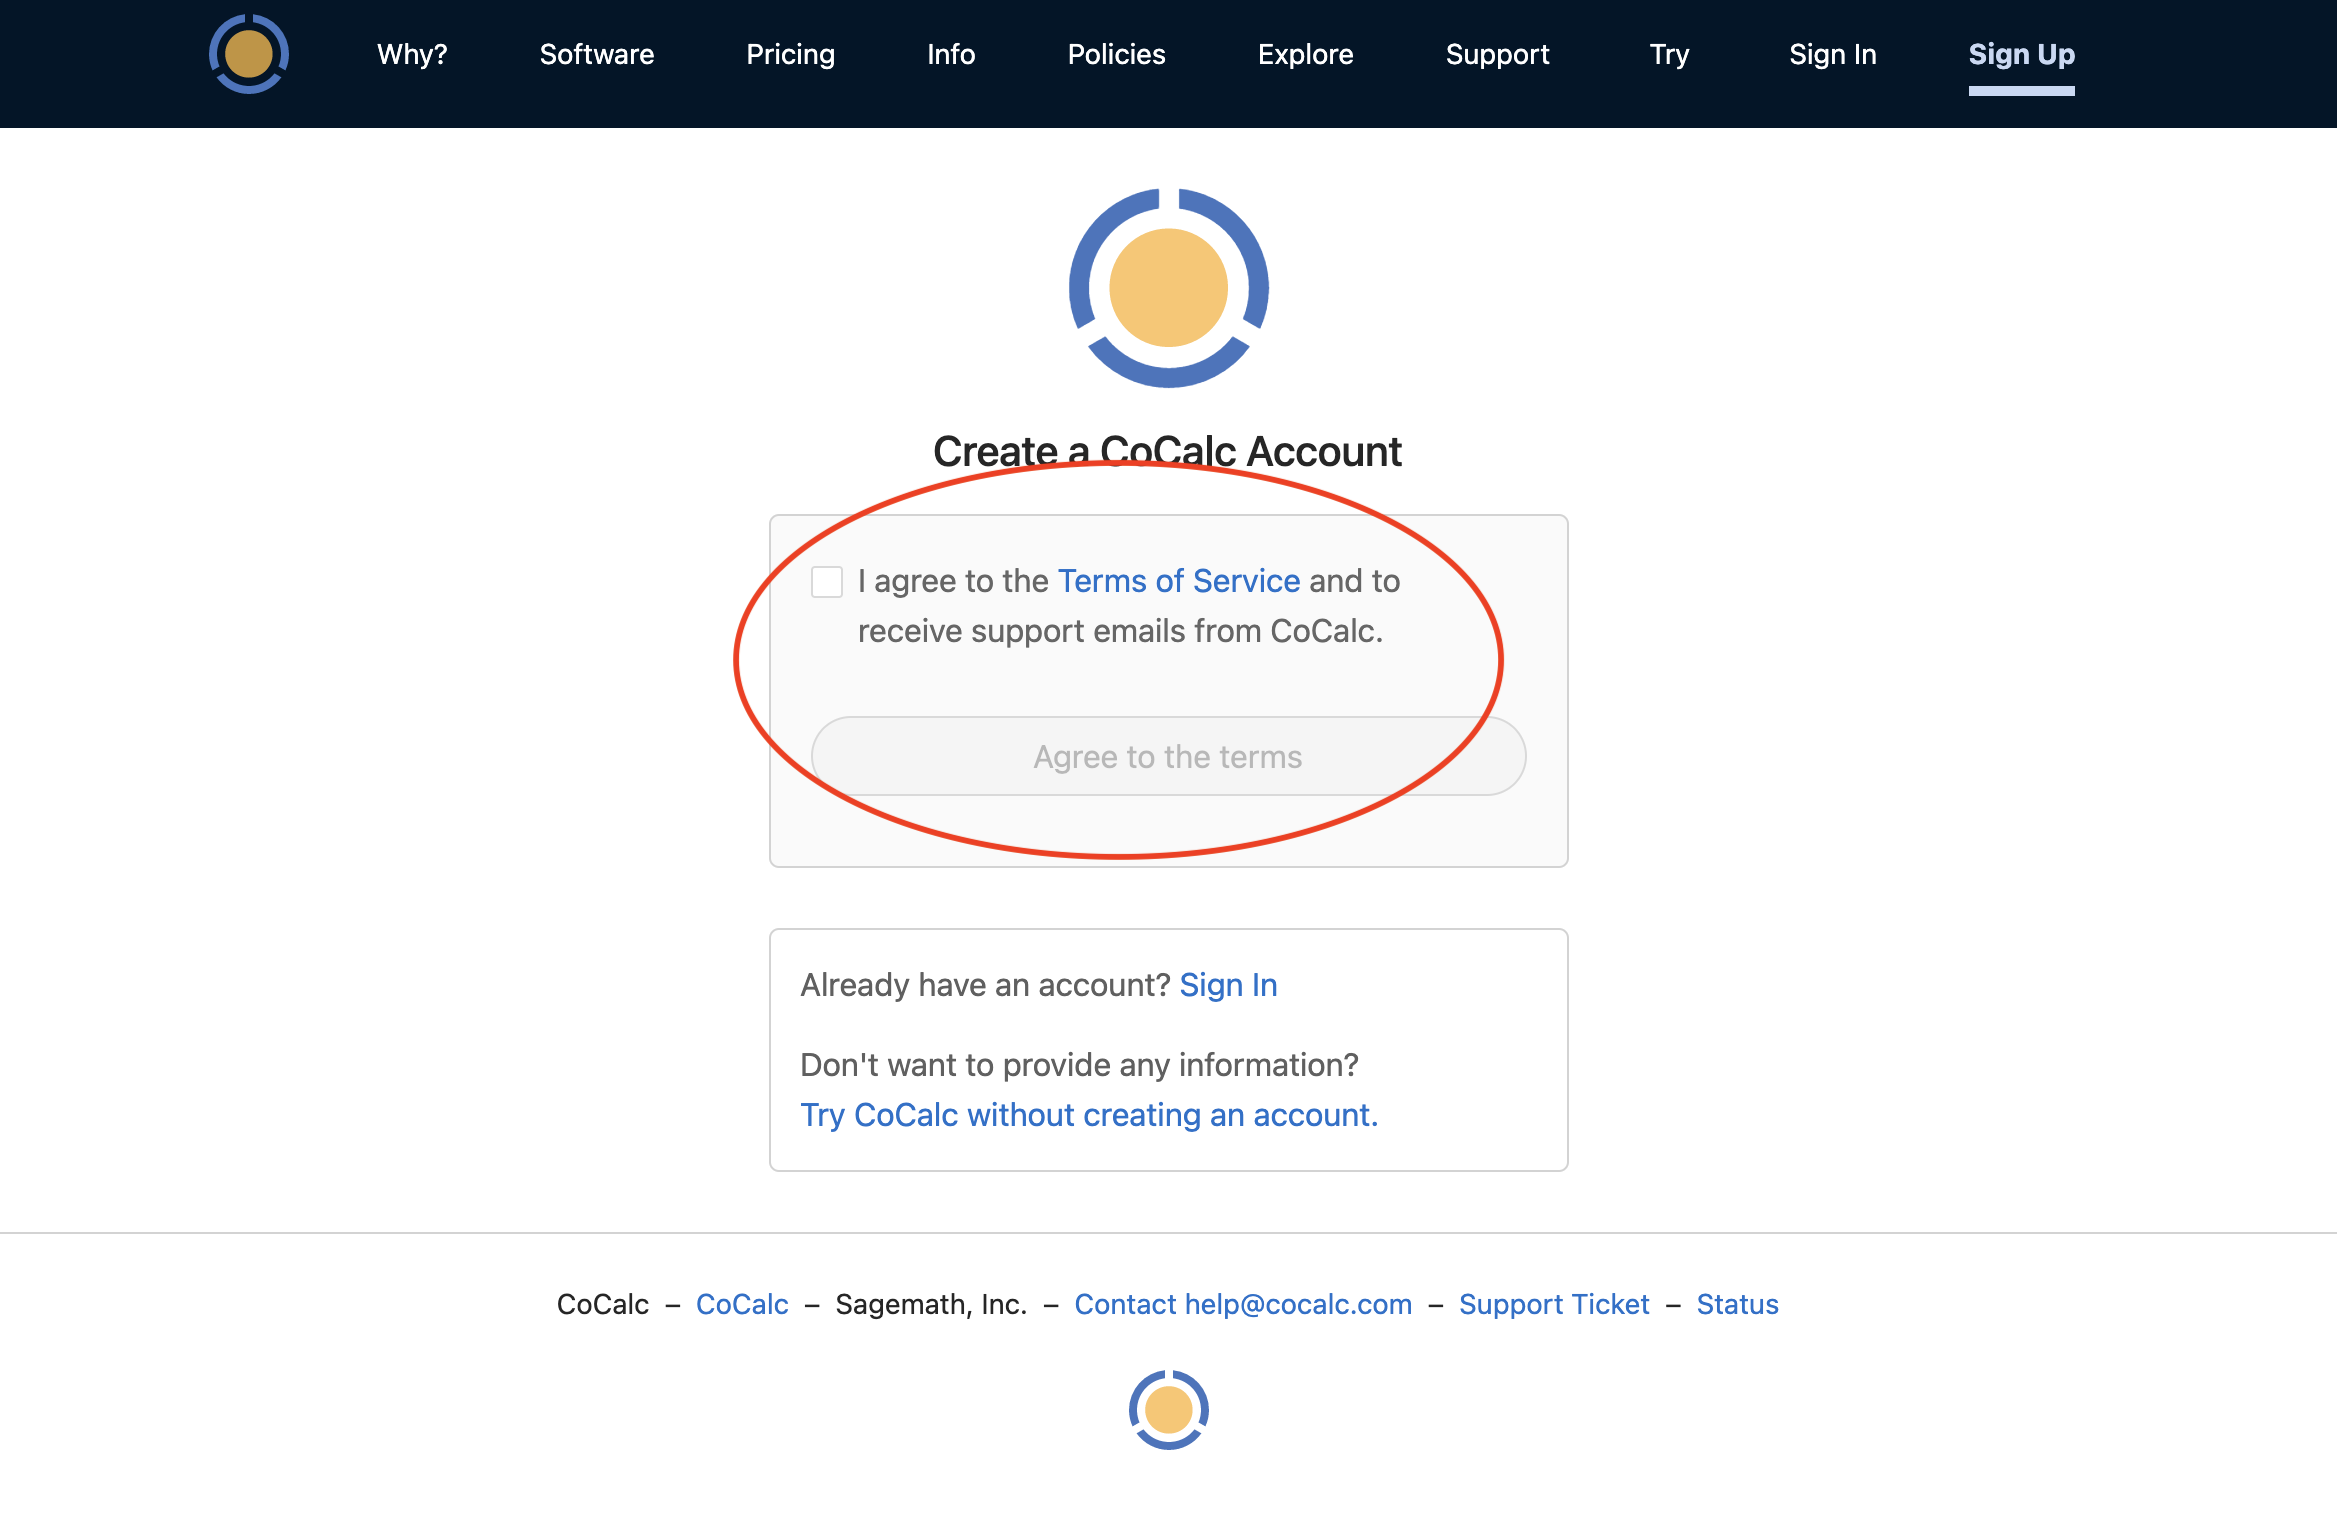 Why? Software Pricing Info Policies Explore Support Try Sign In Sign Up
Create a CoCalc Account
I agree to the Terms of Service and to
receive support emails from CoCalc.
Agree to the terms
Already have an account? Sign In
Don't want to provide any information?
Try CoCalc without creating an account.
CoCalc – CoCalc – Sagemath, Inc. – Contact help@cocalc.com – Support Ticket – Status